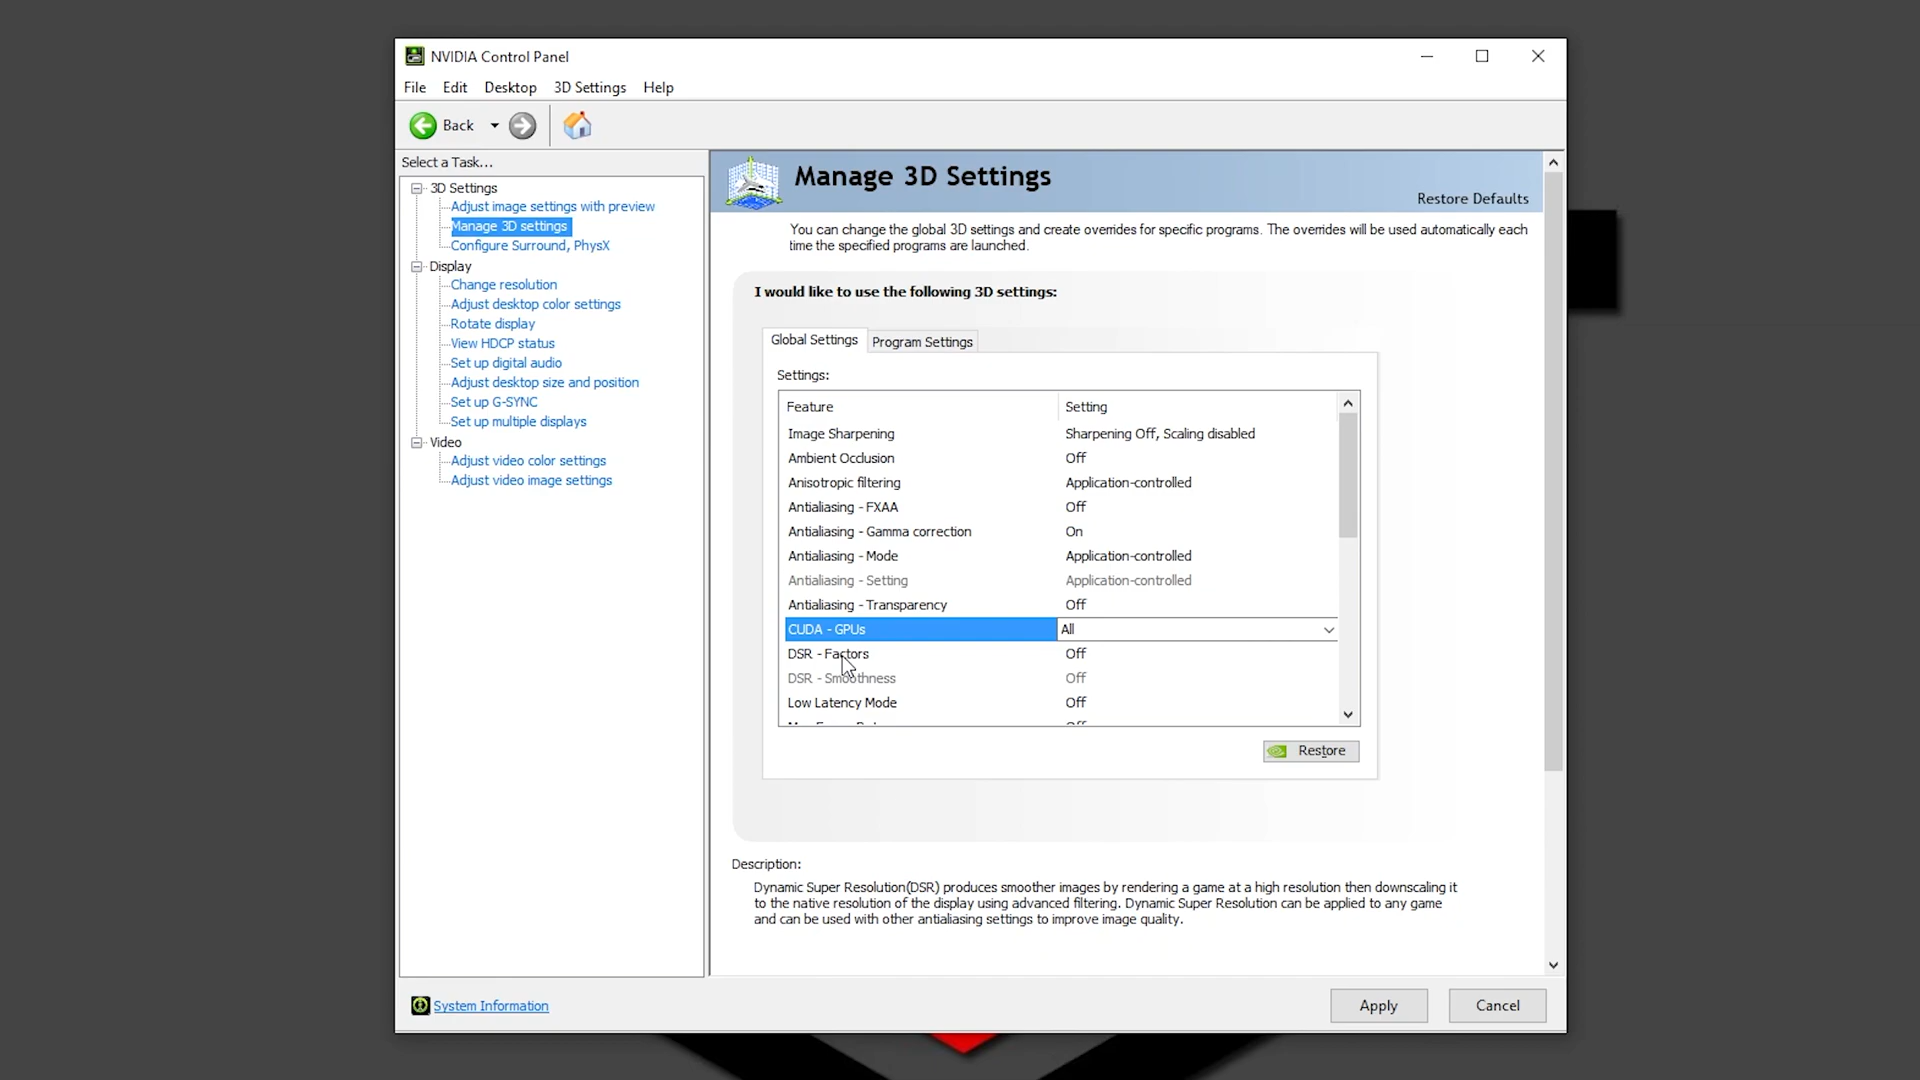 NVIDIA Control Panel
File Edit Desktop 3D Settings Help
Back
Select a Task...
3D Settings
Adjust image settings with preview
Manage 3D settings
Configure Surround, PhysX
Display
Change resolution
Adjust desktop color settings
Rotate display
View HDCP status
Set up digital audio
Adjust desktop size and position
Set up G-SYNC
Set up multiple displays
Video
Adjust video color settings
Adjust video image settings
System Information
Manage 3D Settings
Restore Defaults
You can change the global 3D settings and create overrides for specific programs. The overrides will be used automatically each
time the specified programs are launched.
I would like to use the following 3D settings:
Global Settings Program Settings
Settings:
Feature Setting
Image Sharpening Sharpening Off, Scaling disabled
Ambient Occlusion Off
Anisotropic filtering Application-controlled
Antialiasing - FXAA Off
Antialiasing - Gamma correction On
Antialiasing - Mode Application-controlled
Antialiasing - Setting Application-controlled
Antialiasing - Transparency Off
CUDA - GPUs All
DSR - Factors Off
DSR - Smoothness Off
Low Latency Mode Off
Restore
Description:
Dynamic Super Resolution(DSR) produces smoother images by rendering a game at a high resolution then downscaling it
to the native resolution of the display using advanced filtering. Dynamic Super Resolution can be applied to any game
and can be used with other antialiasing settings to improve image quality.
Apply Cancel